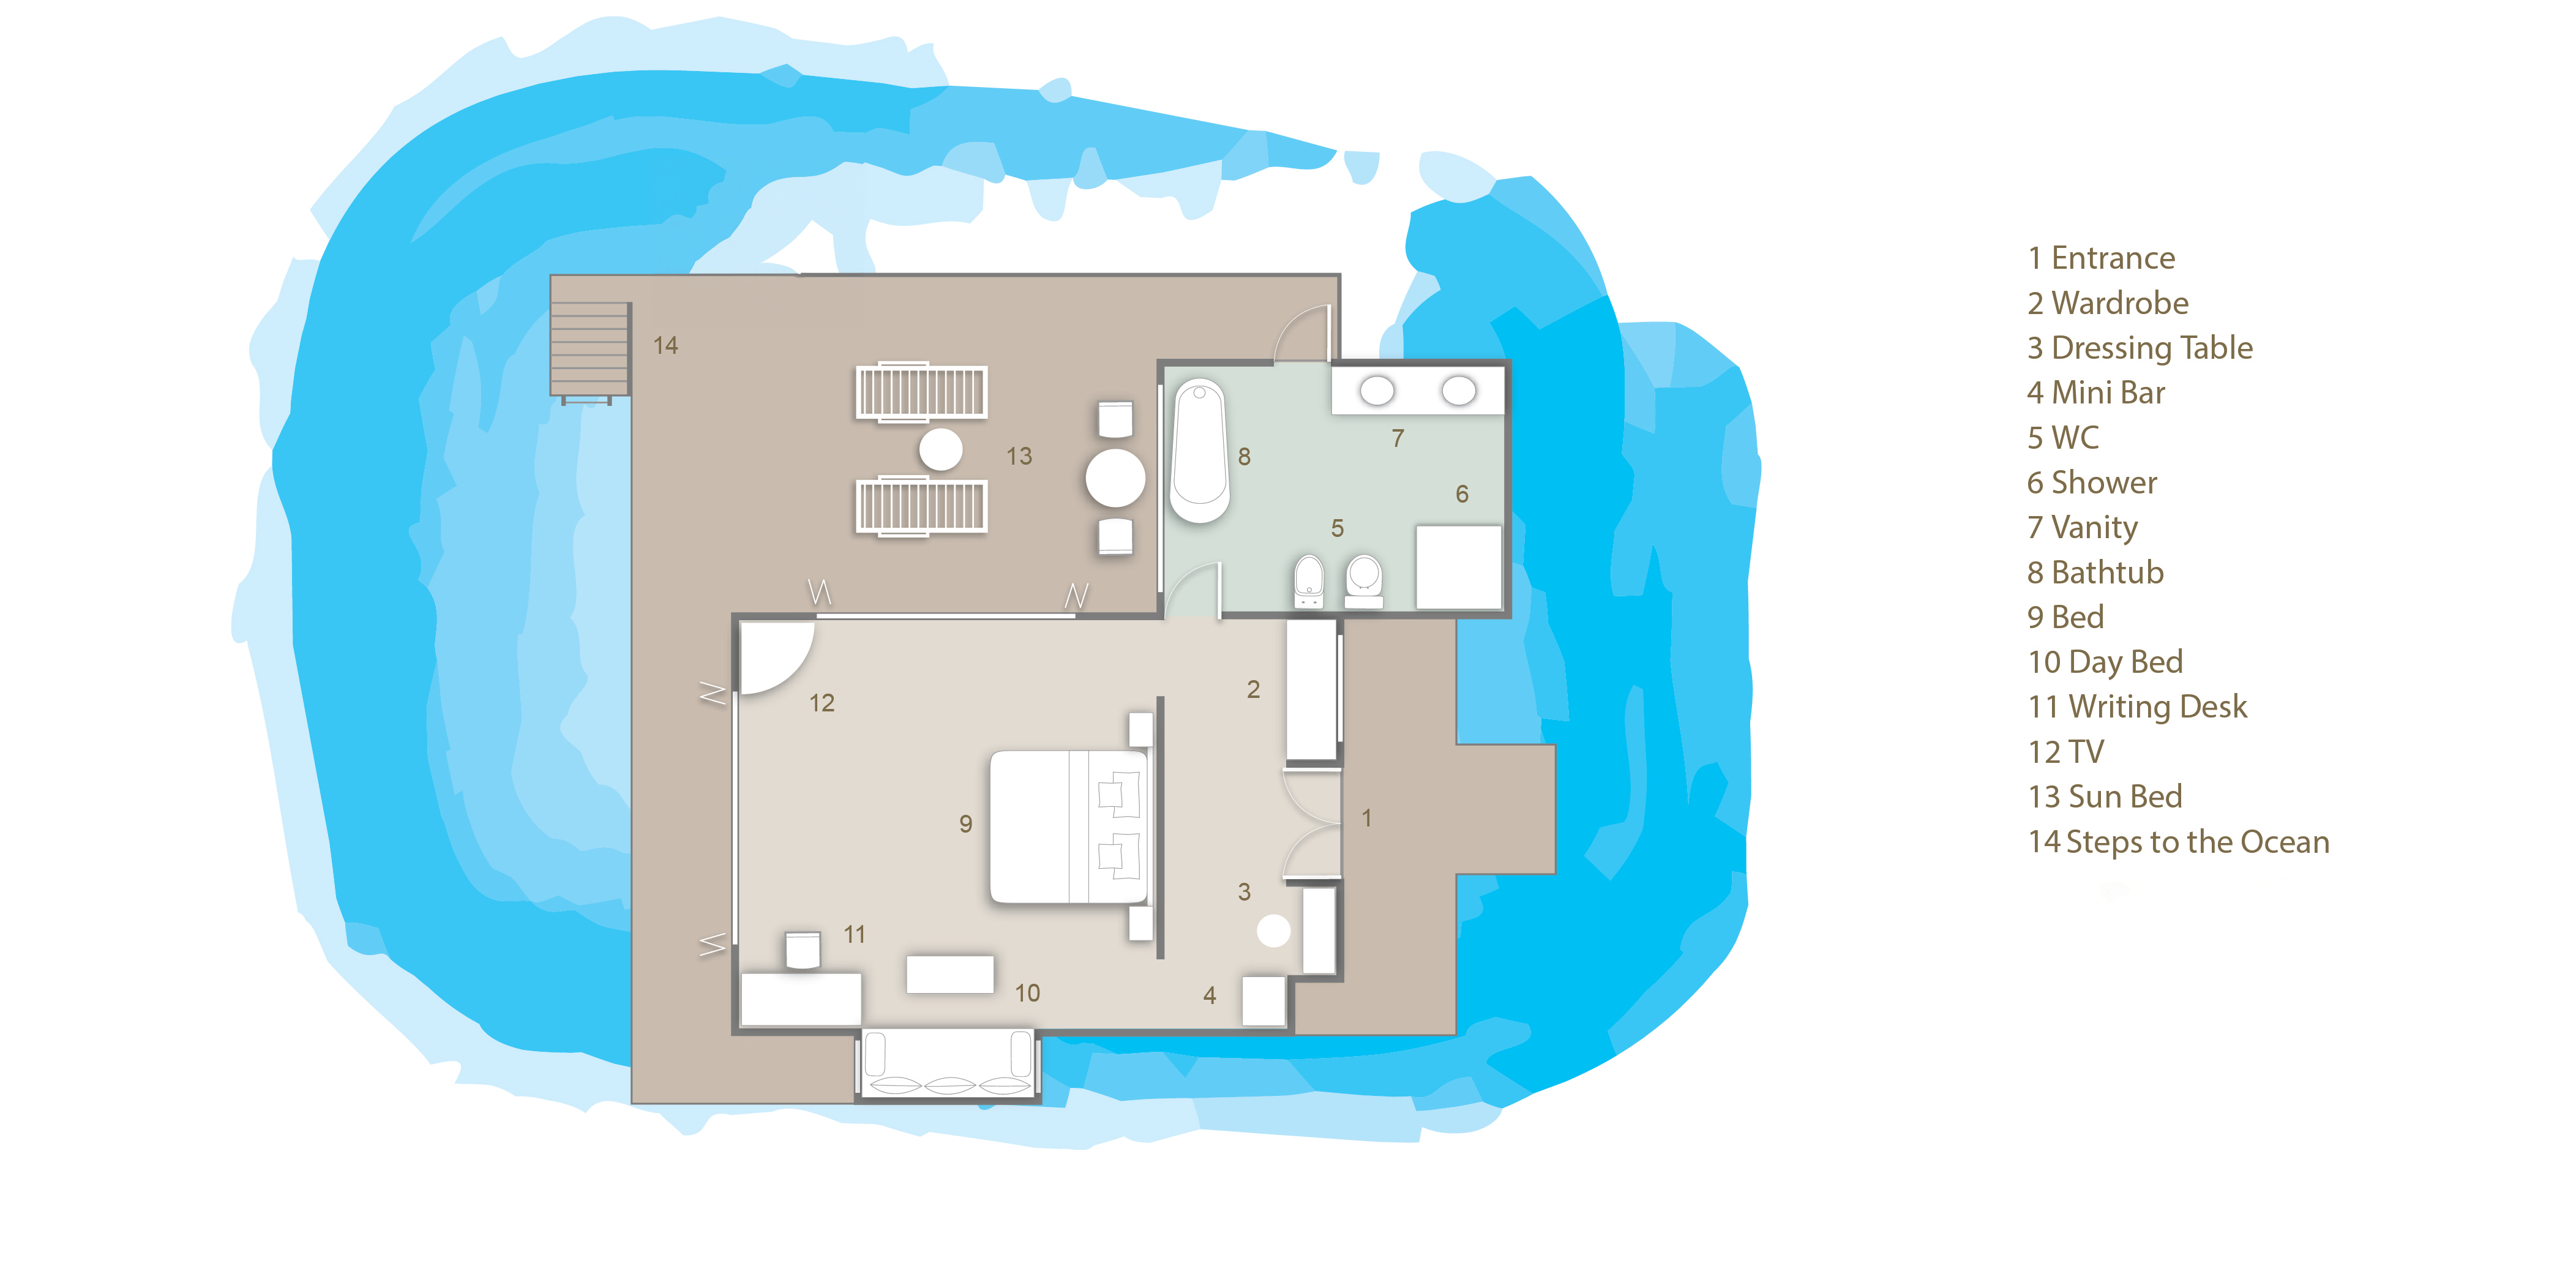 14
13
8
7
6
5
12
2
9
1
3
11
10
4
1 Entrance
2 Wardrobe
3 Dressing Table
4 Mini Bar
5 WC
6 Shower
7 Vanity
8 Bathtub
9 Bed
10 Day Bed
11 Writing Desk
12 TV
13 Sun Bed
14 Steps to the Ocean